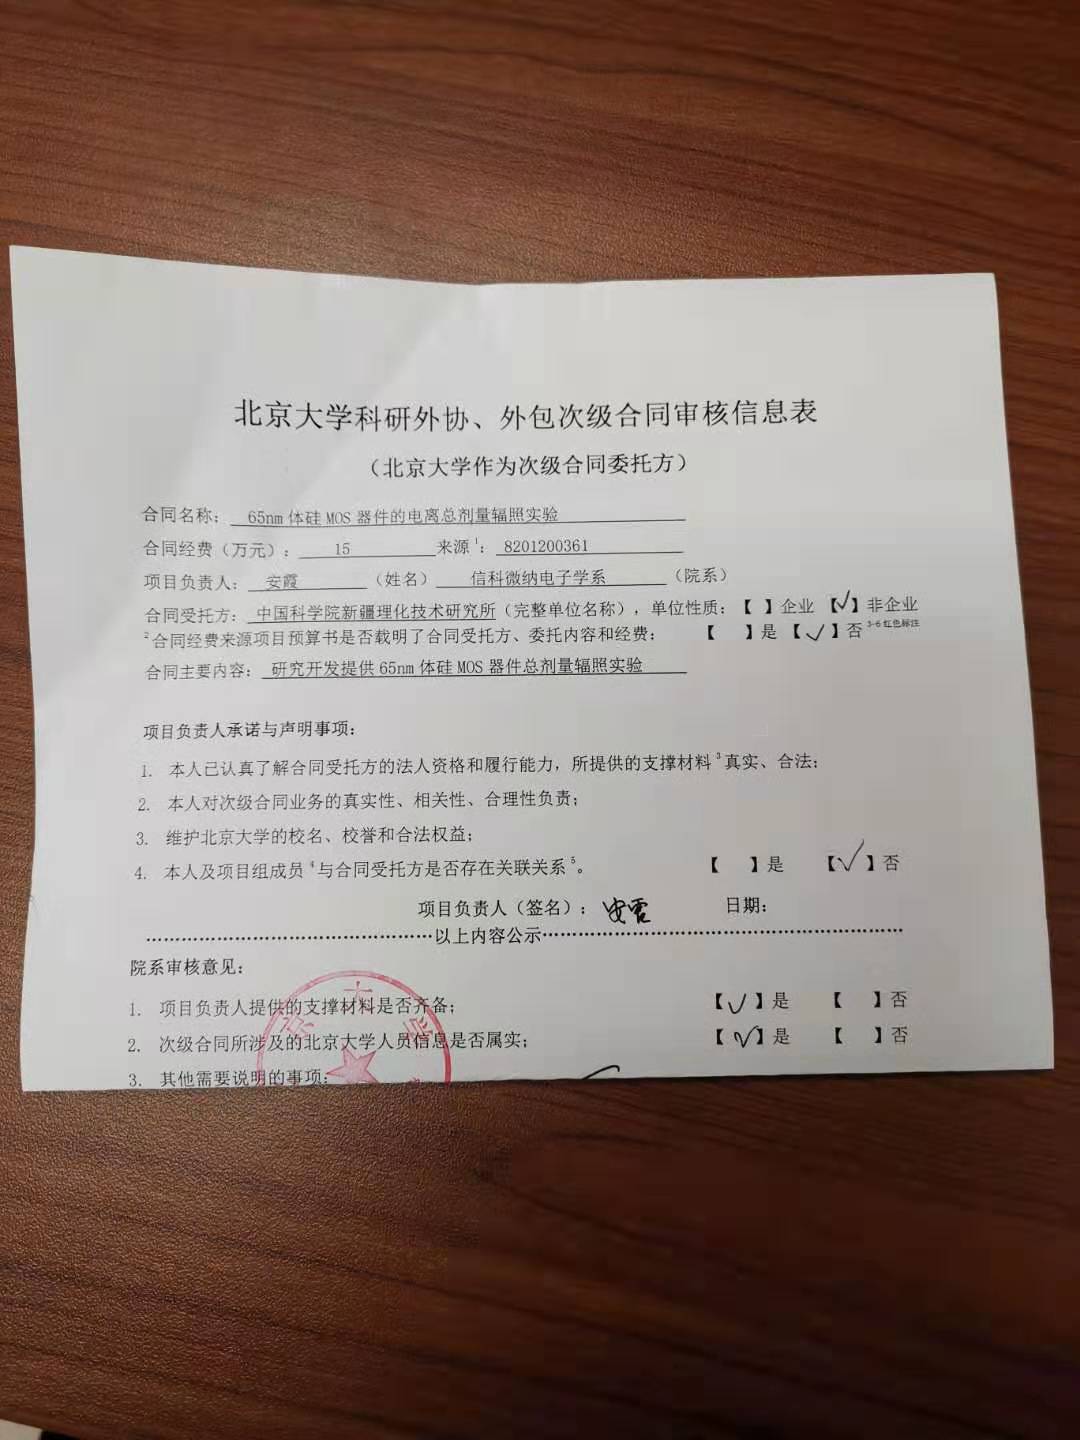 北京大学科研外协、外包次级合同审核信息表
（北京大学作为次级合同委托方）
合同名称： 65nm 体硅 MOS 器件的电离总剂量辐照实验
合同经费（万元）： 15 来源1： 8201200361
项目负责人： 安霞 （姓名） 信科微纳电子学系 （院系）
合同受托方： 中国科学院新疆理化技术研究所（完整单位名称），单位性质：【 】企业 【✓】非企业
2合同经费来源项目预算书是否载明了合同受托方、委托内容和经费： 【 】是 【✓】否 3-6 红色标注
合同主要内容： 研究开发提供 65nm 体硅 MOS 器件总剂量辐照实验
项目负责人承诺与声明事项：
1. 本人已认真了解合同受托方的法人资格和履行能力，所提供的支撑材料3真实、合法；
2. 本人对次级合同业务的真实性、相关性、合理性负责；
3. 维护北京大学的校名、校誉和合法权益；
4. 本人及项目组成员4与合同受托方是否存在关联关系5。 【 】是 【✓】否
项目负责人（签名）： 安霞 日期：
……………………………………以上内容公示……………………………………
院系审核意见：
1. 项目负责人提供的支撑材料是否齐备； 【✓】是 【 】否
2. 次级合同所涉及的北京大学人员信息是否属实； 【✓】是 【 】否
3. 其他需要说明的事项：
京大学